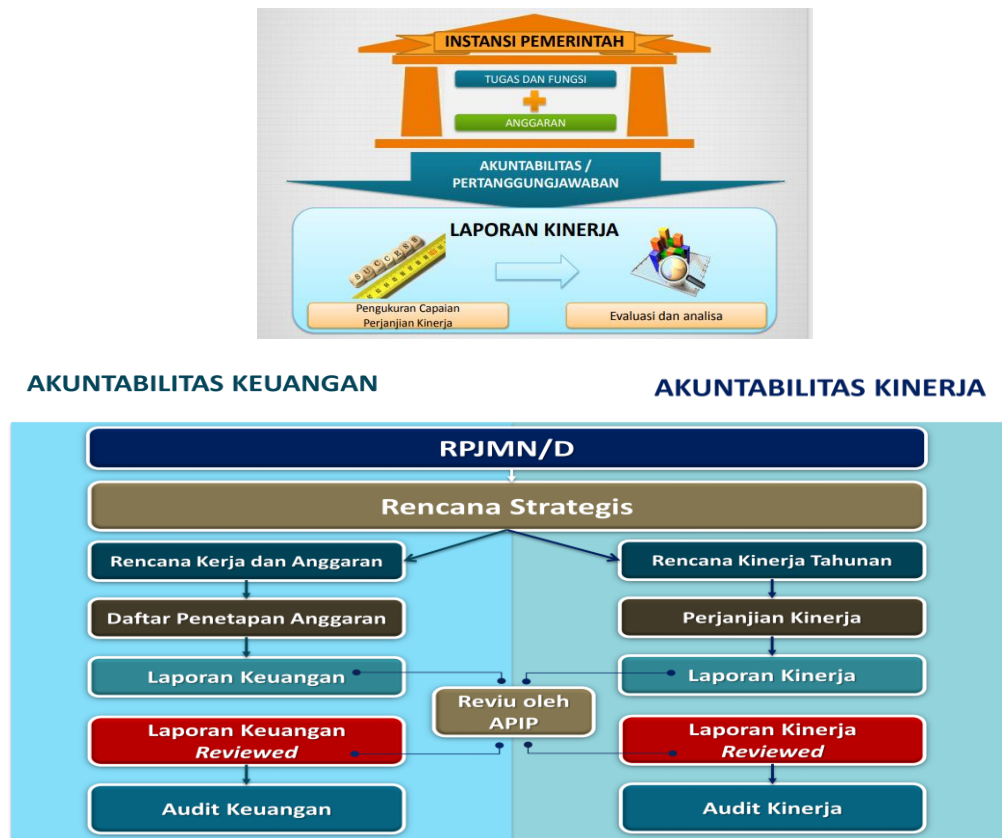 INSTANSI PEMERINTAH
TUGAS DAN FUNGSI
ANGGARAN
AKUNTABILITAS /
PERTANGGUNGJAWABAN
LAPORAN KINERJA
SUCCESS
Pengukuran Capaian
Perjanjian Kinerja
Evaluasi dan analisa
AKUNTABILITAS KEUANGAN
AKUNTABILITAS KINERJA
RPJMN/D
Rencana Strategis
Rencana Kerja dan Anggaran
Rencana Kinerja Tahunan
Daftar Penetapan Anggaran
Perjanjian Kinerja
Laporan Keuangan
Laporan Kinerja
Reviu oleh
APIP
Laporan Keuangan
Reviewed
Laporan Kinerja
Reviewed
Audit Keuangan
Audit Kinerja